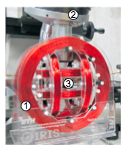 ②
③
①
IRIS